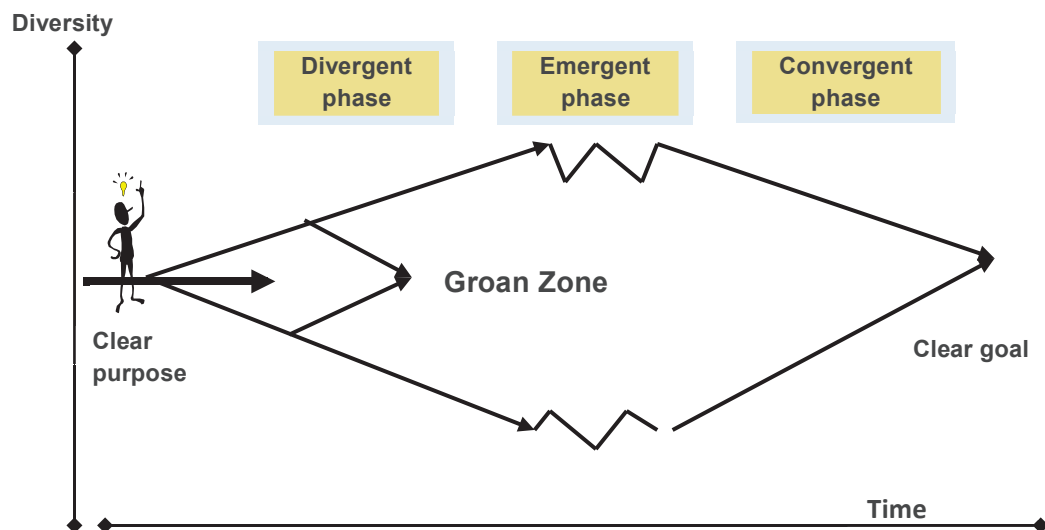 Diversity
Divergent
phase
Emergent
phase
Convergent
phase
Groan Zone
Clear
purpose
Clear goal
Time